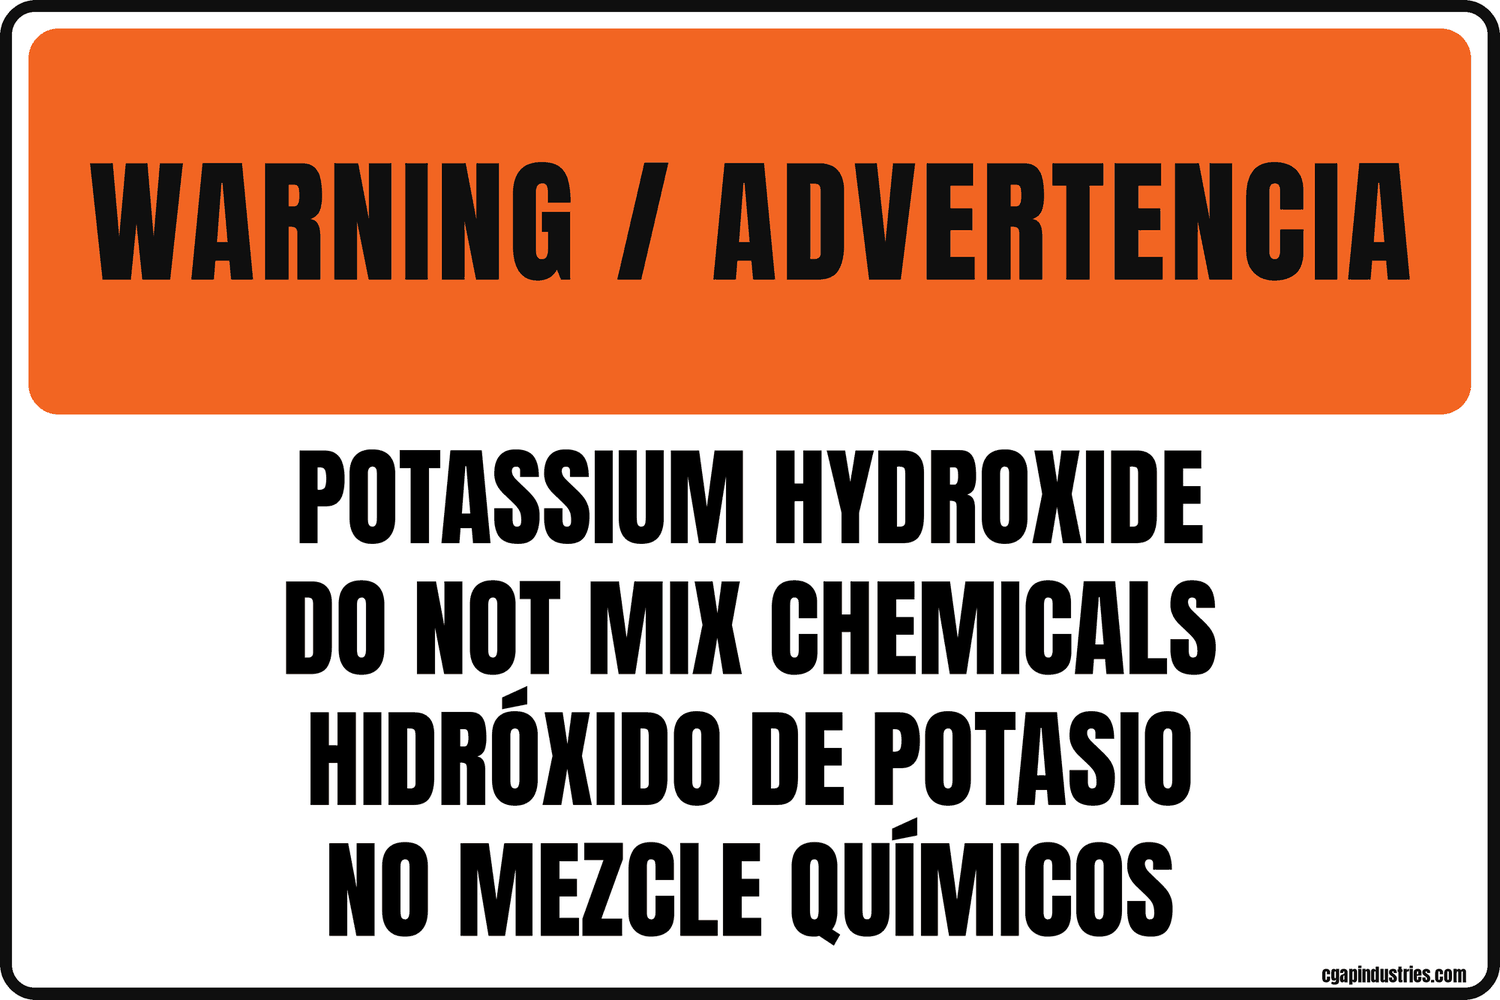 WARNING / ADVERTENCIA
POTASSIUM HYDROXIDE
DO NOT MIX CHEMICALS
HIDRÓXIDO DE POTASIO
NO MEZCLE QUÍMICOS
cgapindustries.com